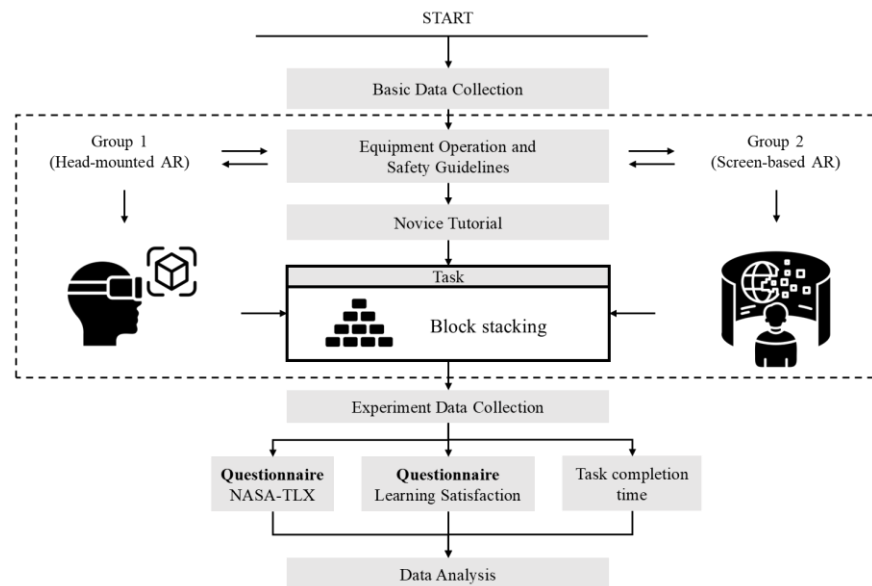 START
Basic Data Collection
Group 1
(Head-mounted AR)
Equipment Operation and
Safety Guidelines
Group 2
(Screen-based AR)
Novice Tutorial
Task
Block stacking
Experiment Data Collection
Questionnaire
NASA-TLX
Questionnaire
Learning Satisfaction
Task completion
time
Data Analysis